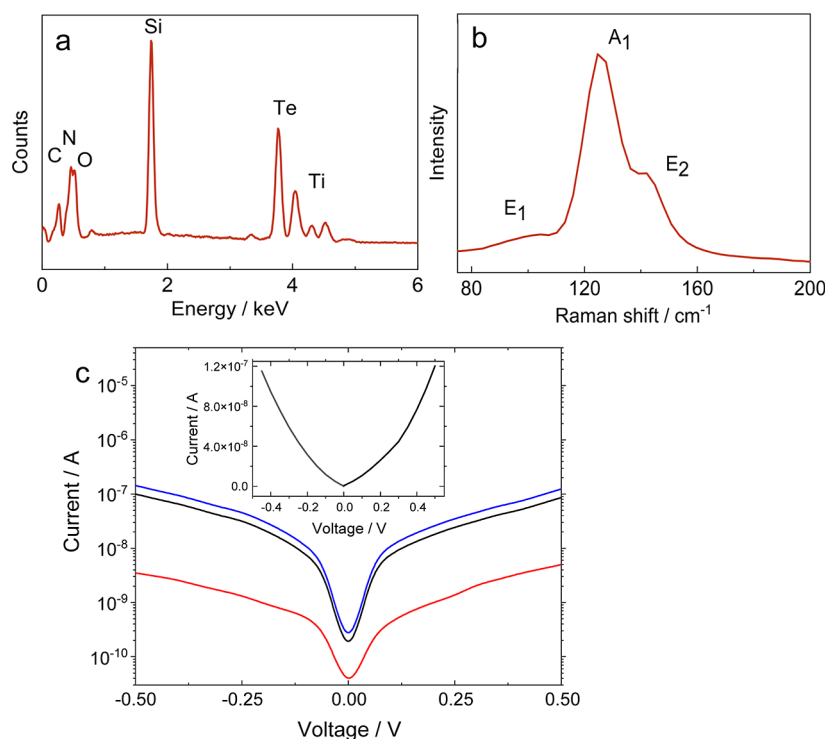 a
Si
Te
N
C
O
Ti
Counts
0 2 4 6
Energy / keV
b
A1
E2
E1
Intensity
80 120 160 200
Raman shift / cm-1
c
10-5
10-6
10-7
10-8
10-9
10-10
Current / A
-0.50 -0.25 0.00 0.25 0.50
Voltage / V
1.2×10-7
8.0×10-8
4.0×10-8
0.0
Current / A
-0.4 -0.2 0.0 0.2 0.4
Voltage / V